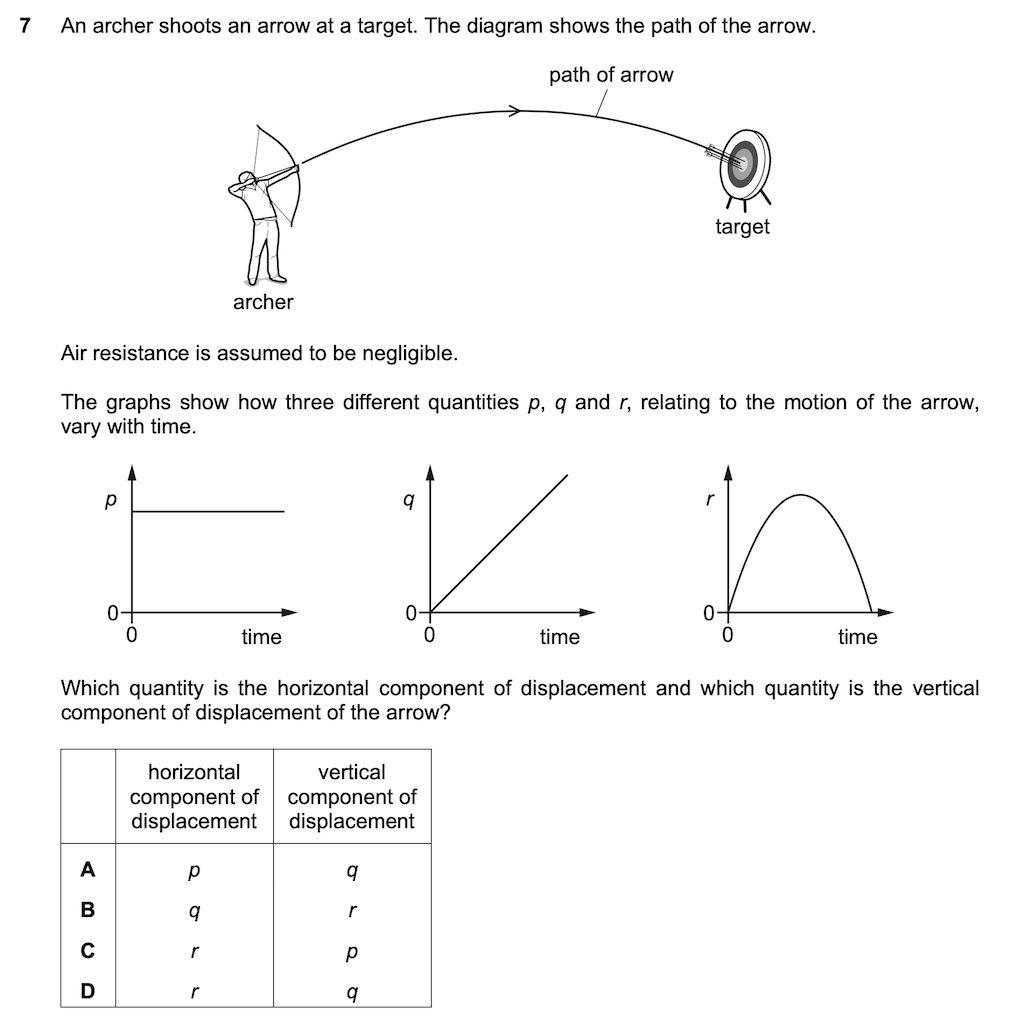 7 An archer shoots an arrow at a target. The diagram shows the path of the arrow.
path of arrow
target
archer
Air resistance is assumed to be negligible.
The graphs show how three different quantities p, q and r, relating to the motion of the arrow,
vary with time.
p
0
0
time
q
0
0
time
r
0
0
time
Which quantity is the horizontal component of displacement and which quantity is the vertical
component of displacement of the arrow?
horizontal
component of
displacement
vertical
component of
displacement
A p q
B q r
C r p
D r q